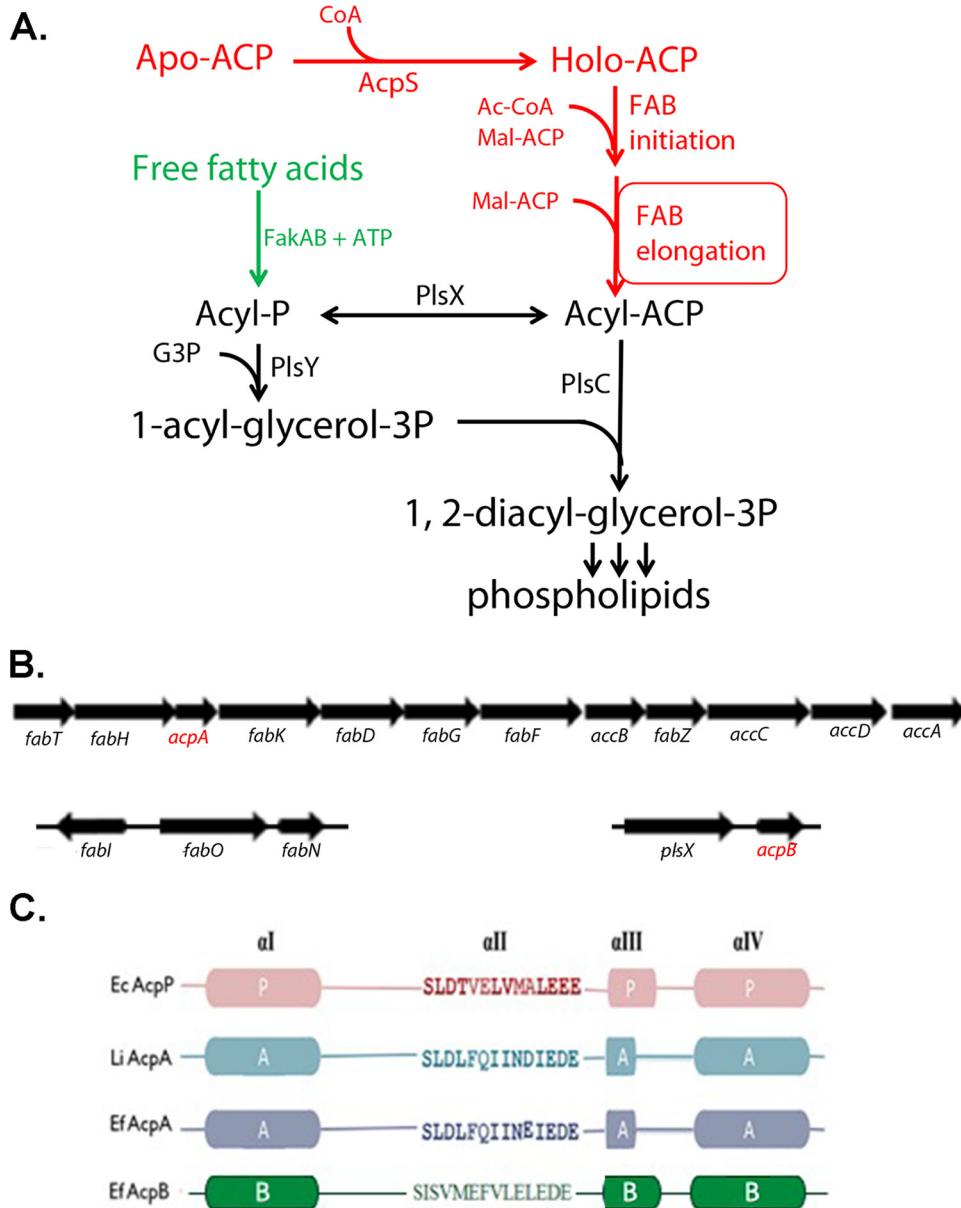 A.
CoA
Apo-ACP
Holo-ACP
AcpS
Ac-CoA
Mal-ACP
FAB
initiation
Free fatty acids
Mal-ACP
FAB
elongation
FakAB + ATP
Acyl-P
PlsX
Acyl-ACP
G3P
PlsY
PlsC
1-acyl-glycerol-3P
1, 2-diacyl-glycerol-3P
phospholipids
B.
fabT fabH acpA fabK fabD fabG fabF accB fabZ accC accD accA
fabI fabO fabN plsX acpB
C.
αI αII αIII αIV
Ec AcpP P SLDTVELVMALEEE P P
Li AcpA A SLDLFQIINDIEDE A A
Ef AcpA A SLDLFQIINEIEDE A A
Ef AcpB B SISVMEFVLELEDE B B